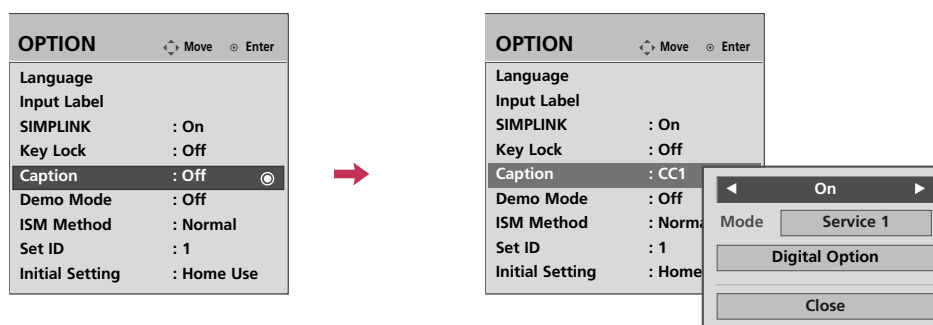 OPTION Move Enter
Language
Input Label
SIMPLINK : On
Key Lock : Off
Caption : Off
Demo Mode : Off
ISM Method : Normal
Set ID : 1
Initial Setting : Home Use
OPTION Move Enter
Language
Input Label
SIMPLINK : On
Key Lock : Off
Caption : CC1
Demo Mode : Off
ISM Method : Norma
Set ID : 1
Initial Setting : Home
On
Mode Service 1
Digital Option
Close